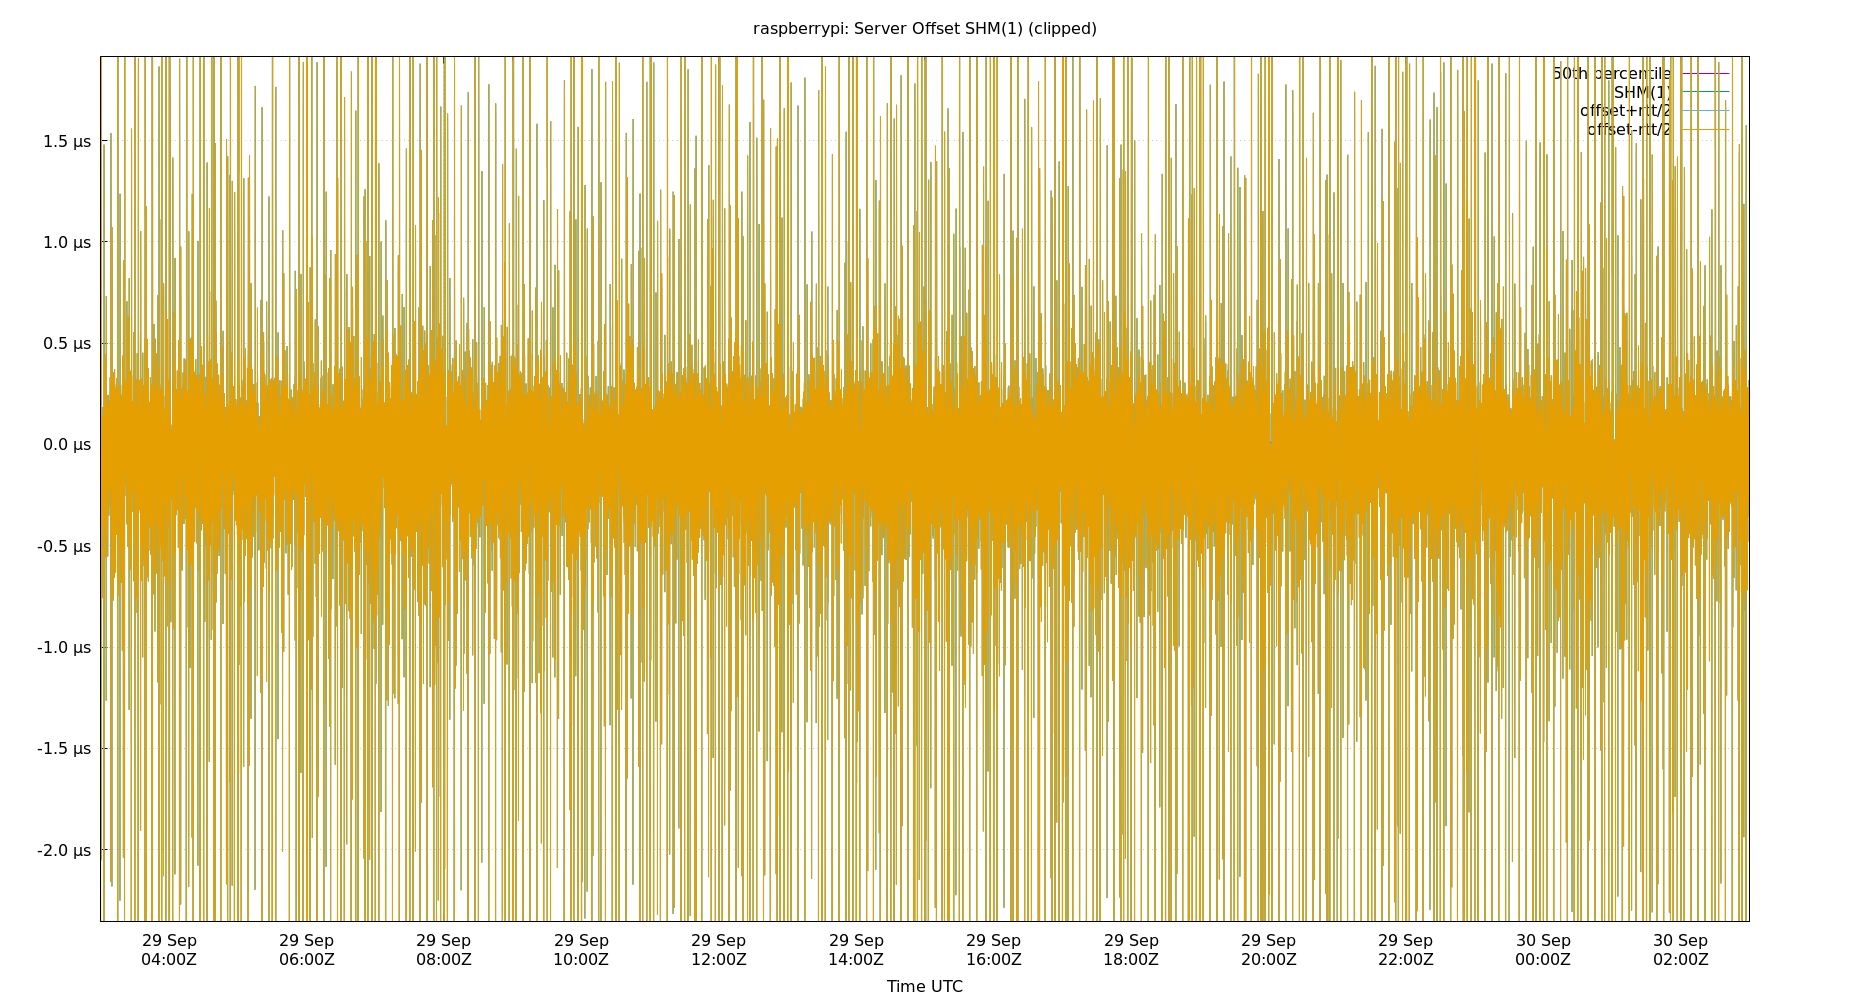 raspberrypi: Server Offset SHM(1) (clipped)
50th percentile
SHM(1)
offset+rtt/2
offset-rtt/2
1.5 µs
1.0 µs
0.5 µs
0.0 µs
-0.5 µs
-1.0 µs
-1.5 µs
-2.0 µs
29 Sep 29 Sep 29 Sep 29 Sep 29 Sep 29 Sep 29 Sep 29 Sep 29 Sep 29 Sep 30 Sep 30 Sep
04:00Z 06:00Z 08:00Z 10:00Z 12:00Z 14:00Z 16:00Z 18:00Z 20:00Z 22:00Z 00:00Z 02:00Z
Time UTC